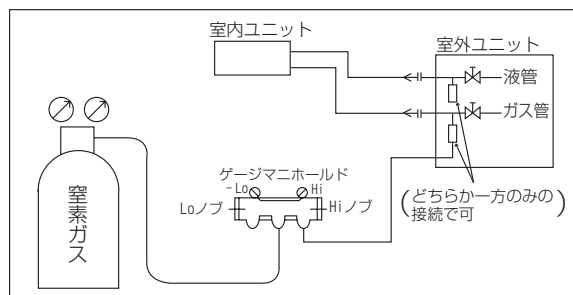 室内ユニット
室外ユニット
液管
ガス管
窒素ガス
ゲージマニホールド
-Lo
Hi
Loノブ
Hiノブ
(どちらか一方のみの
接続で可)